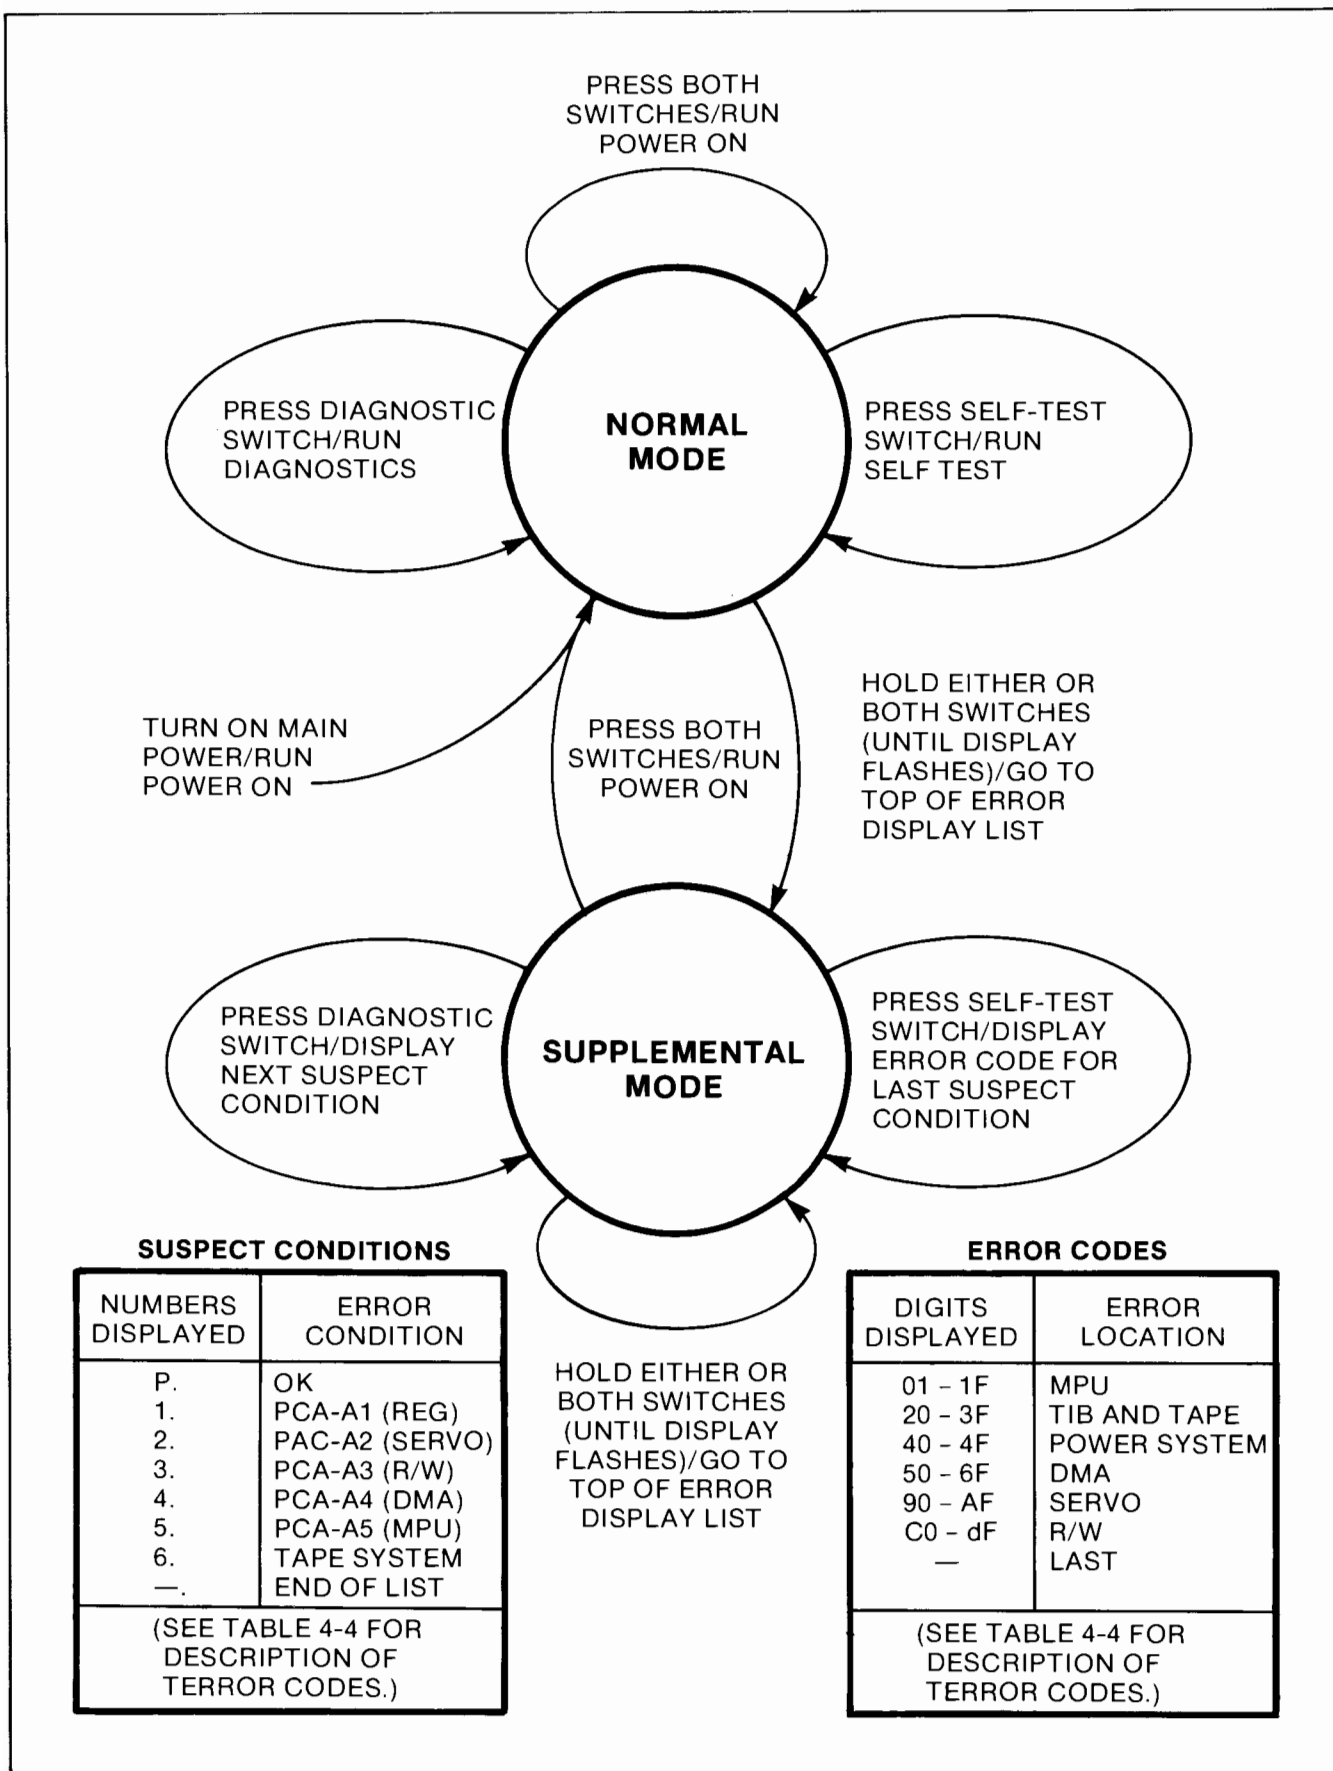 PRESS BOTH
SWITCHES/RUN
POWER ON
PRESS DIAGNOSTIC
SWITCH/RUN
DIAGNOSTICS
NORMAL
MODE
PRESS SELF-TEST
SWITCH/RUN
SELF TEST
TURN ON MAIN
POWER/RUN
POWER ON
PRESS BOTH
SWITCHES/RUN
POWER ON
HOLD EITHER OR
BOTH SWITCHES
(UNTIL DISPLAY
FLASHES)/GO TO
TOP OF ERROR
DISPLAY LIST
PRESS DIAGNOSTIC
SWITCH/DISPLAY
NEXT SUSPECT
CONDITION
SUPPLEMENTAL
MODE
PRESS SELF-TEST
SWITCH/DISPLAY
ERROR CODE FOR
LAST SUSPECT
CONDITION
HOLD EITHER OR
BOTH SWITCHES
(UNTIL DISPLAY
FLASHES)/GO TO
TOP OF ERROR
DISPLAY LIST
SUSPECT CONDITIONS
NUMBERS DISPLAYED ERROR CONDITION
P. OK
1. PCA-A1 (REG)
2. PAC-A2 (SERVO)
3. PCA-A3 (R/W)
4. PCA-A4 (DMA)
5. PCA-A5 (MPU)
6. TAPE SYSTEM
—. END OF LIST
(SEE TABLE 4-4 FOR
DESCRIPTION OF
TERROR CODES.)
ERROR CODES
DIGITS DISPLAYED ERROR LOCATION
01 – 1F MPU
20 – 3F TIB AND TAPE
40 – 4F POWER SYSTEM
50 – 6F DMA
90 – AF SERVO
C0 – dF R/W
— LAST
(SEE TABLE 4-4 FOR
DESCRIPTION OF
TERROR CODES.)